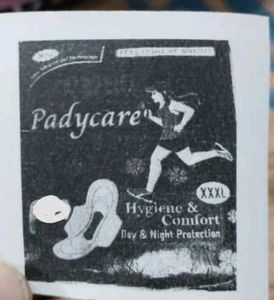 Padycare
XXXL
Hygiene &
Comfort
Day & Night Protection